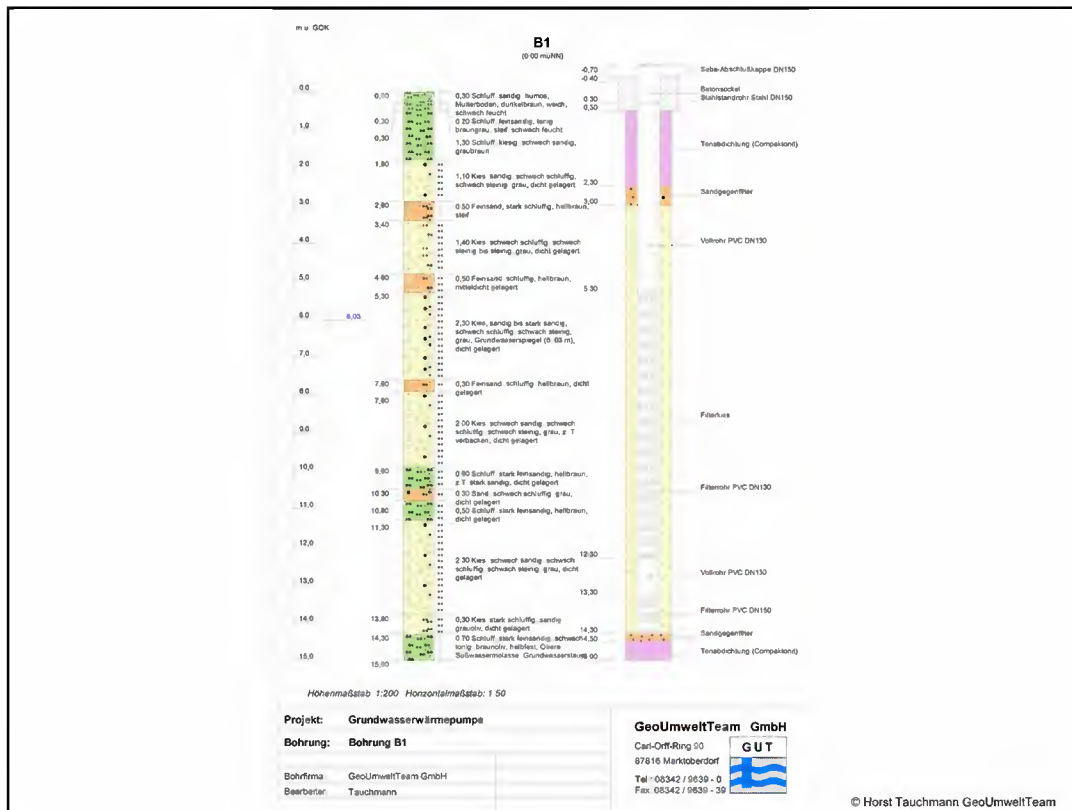 m u GOK
B1
(0.00 müNN)
-0,70
Seba-Abschlußkappe DN150
-0.40
Betonsockel
0.30
Stahlstandrohr Stahl DN150
0,50
Tonabdichtung (Compaktond)
2,30
Sandgegenfilter
3,00
Vollrohr PVC DN130
5 30
Filterkies
Filterrohr PVC DN130
12,30
Vollrohr PVC DN130
13,30
Filterrohr PVC DN150
14,30
Sandgegenfilter
14,50
Tonabdichtung (Compaktond)
0.0
1,0
2.0
3.0
4.0
5,0
6.0
7,0
8.0
9,0
10,0
11,0
12,0
13,0
14,0
15,0
6,03
0,30
0,30
1,80
2,90
3,40
4,80
5,30
7,60
7,90
9,90
10.30
10,80
11,30
13,80
14,30
15,00
0,30 Schluff sandig humos,
Mutterboden, dunkelbraun, weich,
schwach feucht
0 20 Schluff feinsandig, tonig
braungrau, steif schwach feucht
1,30 Schluff, kiesig schwach sandig,
graubraun
1,10 Kies sandig schwach schluffig,
schwach steinig grau, dicht gelagert
0.50 Feinsand, stark schluffig, hellbraun,
steif
1,40 Kies schwach schluffig schwach
steinig bis steinig, grau, dicht gelagert
0,50 Feinsand schluffig, hellbraun,
mitteldicht gelagert
2,30 Kies, sandig bis stark sandig,
schwach schluffig schwach steinig,
grau, Grundwasserspiegel (6 03 m),
dicht gelagert
0,30 Feinsand schluffig hellbraun, dicht
gelagert
2 00 Kies schwach sandig schwach
schluffig schwach steinig, grau, z T
verbacken, dicht gelagert
0 60 Schluff stark feinsandig, hellbraun,
z T stark sandig, dicht gelagert
0 30 Sand schwach schluffig grau,
dicht gelagert
0,50 Schluff stark feinsandig, hellbraun,
dicht gelagert
2 30 Kies schwach sandig schwach
schluffig schwach steinig grau, dicht
gelagert
0,30 Kies stark schluffig, sandig
grauoliv, dicht gelagert
0 70 Schluff stark feinsandig, schwach
tonig braunoliv, halbfest, Obere
Süßwassermolasse Grundwasserstauer
Höhenmaßstab 1:200 Horizontalmaßstab: 1 50
Projekt: Grundwasserwärmepumpe
Bohrung: Bohrung B1
Bohrfirma GeoUmweltTeam GmbH
Bearbeiter Tauchmann
GeoUmweltTeam GmbH
Carl-Orff-Ring 90
87616 Marktoberdorf
Tel 08342 / 9639 - 0
Fax 08342 / 9639 - 39
GUT
© Horst Tauchmann GeoUmweltTeam